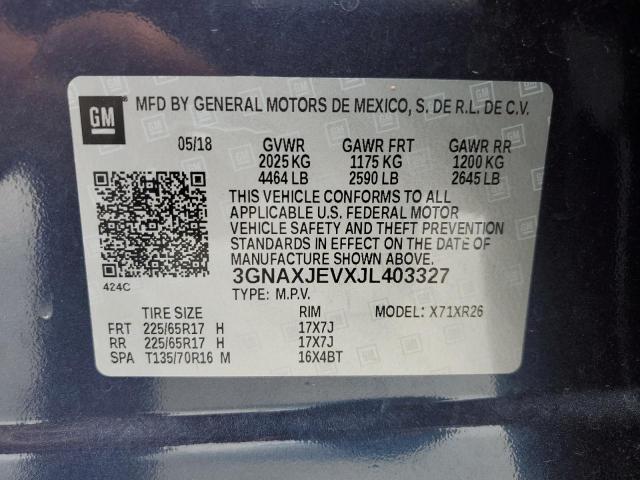 GM MFD BY GENERAL MOTORS DE MEXICO, S. DE R.L. DE C.V.
05/18 GVWR GAWR FRT GAWR RR
2025 KG 1175 KG 1200 KG
4464 LB 2590 LB 2645 LB
THIS VEHICLE CONFORMS TO ALL
APPLICABLE U.S. FEDERAL MOTOR
VEHICLE SAFETY AND THEFT PREVENTION
STANDARDS IN EFFECT ON THE DATE OF
MANUFACTURE SHOWN ABOVE.
3GNAXJEVXJL403327
424C TYPE: M.P.V.
TIRE SIZE RIM MODEL: X71XR26
FRT 225/65R17 H 17X7J
RR 225/65R17 H 17X7J
SPA T135/70R16 M 16X4BT